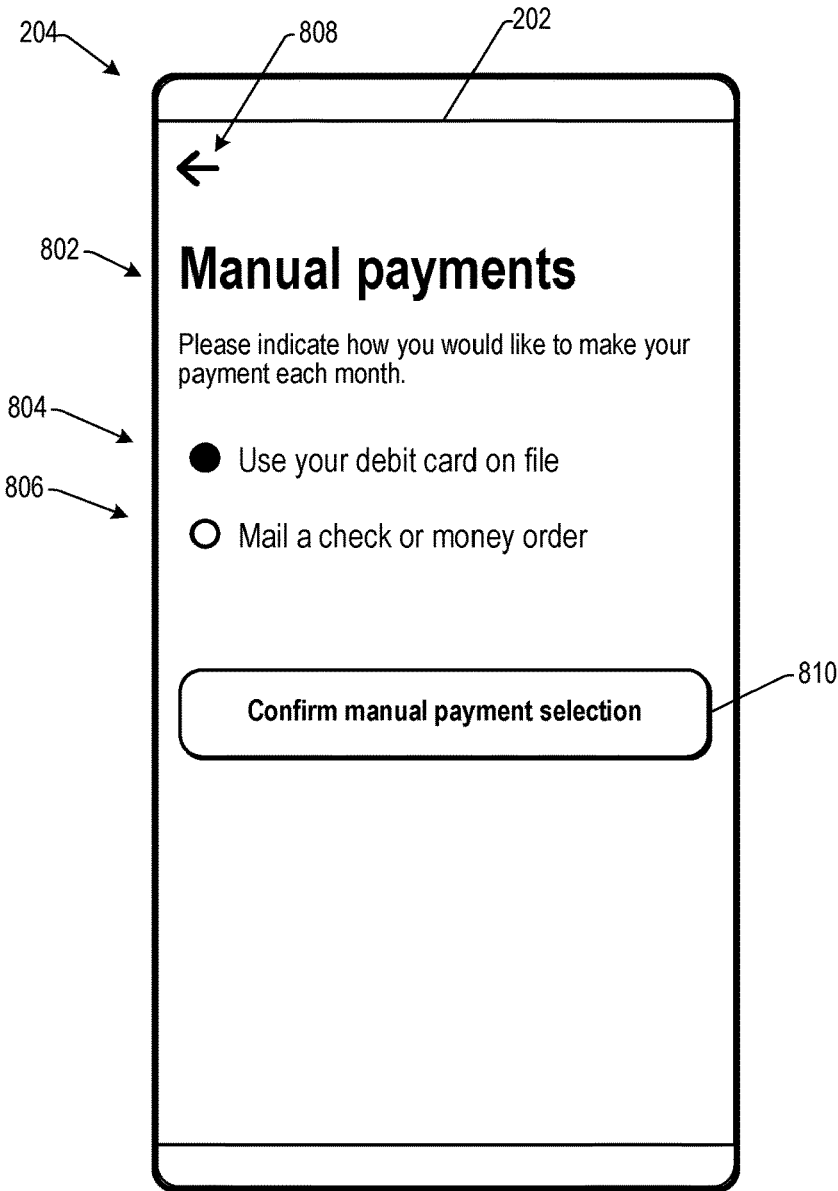 204
808
202
802
Manual payments
Please indicate how you would like to make your
payment each month.
804
Use your debit card on file
806
Mail a check or money order
810
Confirm manual payment selection